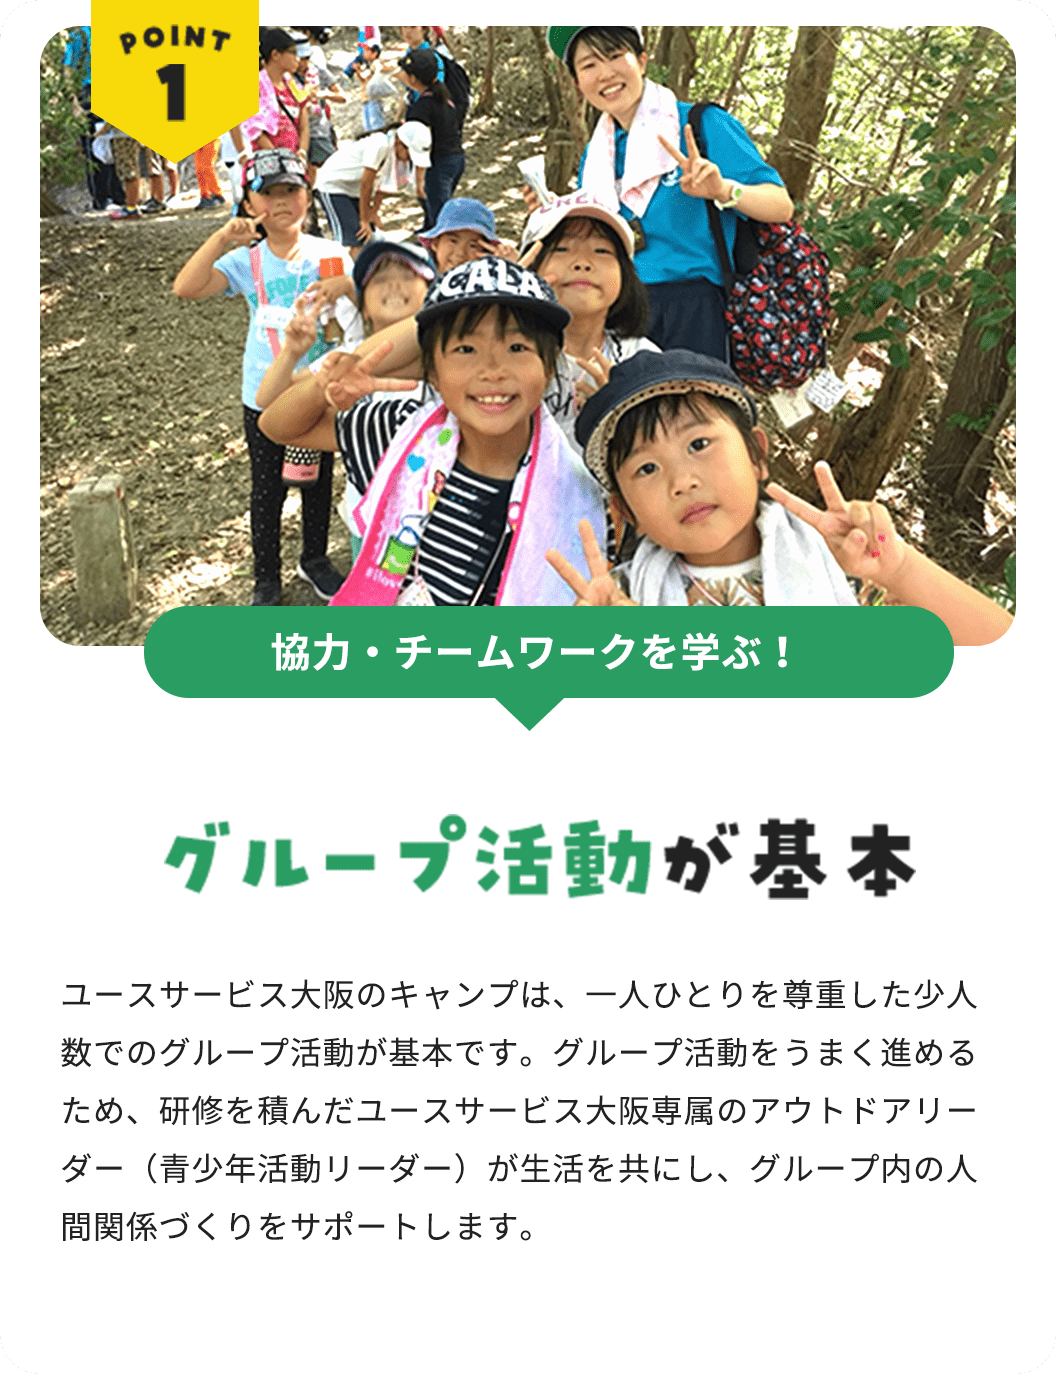 POINT
1
CALA
協力・チームワークを学ぶ！
グループ活動が基本
ユースサービス大阪のキャンプは、一人ひとりを尊重した少人
数でのグループ活動が基本です。グループ活動をうまく進める
ため、研修を積んだユースサービス大阪専属のアウトドアリー
ダー（青少年活動リーダー）が生活を共にし、グループ内の人
間関係づくりをサポートします。